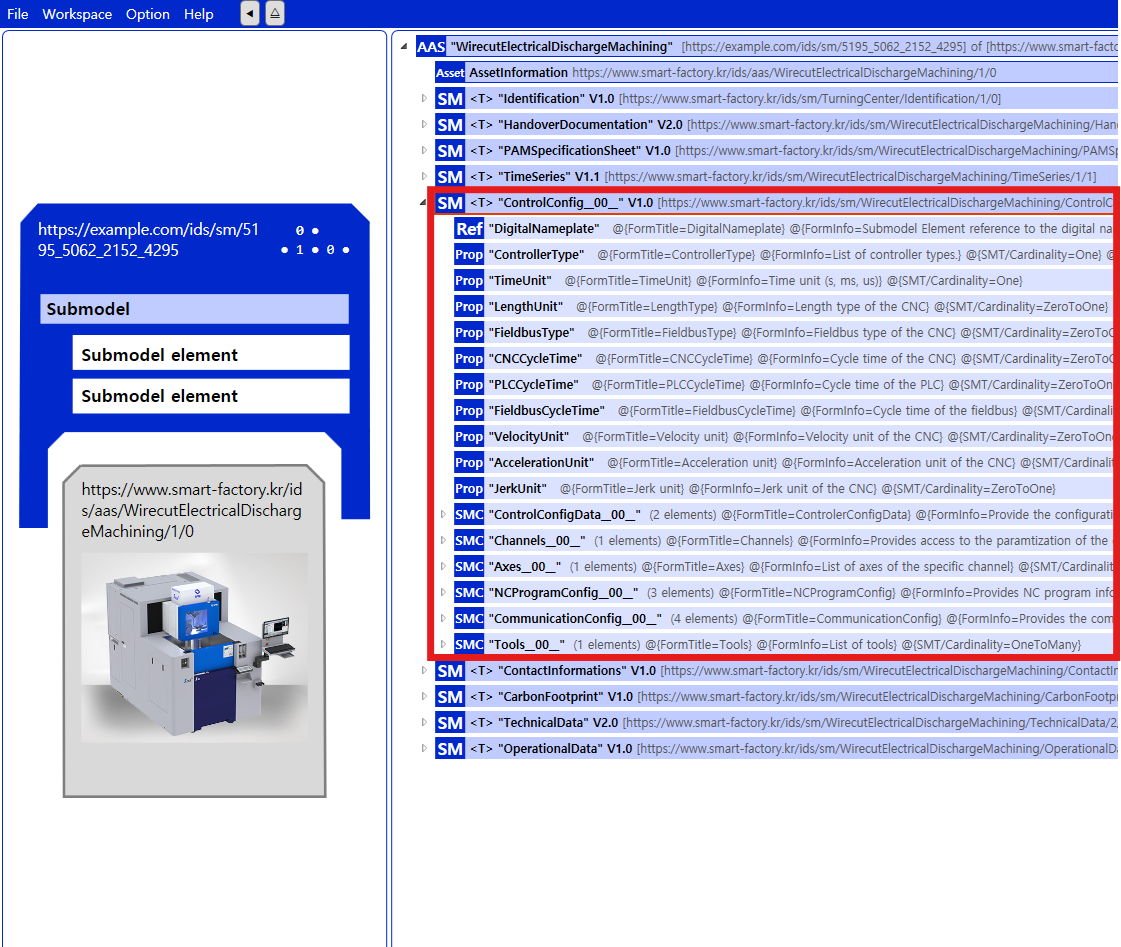 File Workspace Option Help
https://example.com/ids/sm/51
95_5062_2152_4295
0
1 0
Submodel
Submodel element
Submodel element
https://www.smart-factory.kr/id
s/aas/WirecutElectricalDischarg
eMachining/1/0
AAS "WirecutElectricalDischargeMachining" [https://example.com/ids/sm/5195_5062_2152_4295] of [https://www.smart-facto
Asset AssetInformation https://www.smart-factory.kr/ids/aas/WirecutElectricalDischargeMachining/1/0
SM <T> "Identification" V1.0 [https://www.smart-factory.kr/ids/sm/TurningCenter/Identification/1/0]
SM <T> "HandoverDocumentation" V2.0 [https://www.smart-factory.kr/ids/sm/WirecutElectricalDischargeMachining/Han
SM <T> "PAMSpecificationSheet" V1.0 [https://www.smart-factory.kr/ids/sm/WirecutElectricalDischargeMachining/PAMSp
SM <T> "TimeSeries" V1.1 [https://www.smart-factory.kr/ids/sm/WirecutElectricalDischargeMachining/TimeSeries/1/1]
SM <T> "ControlConfig__00__" V1.0 [https://www.smart-factory.kr/ids/sm/WirecutElectricalDischargeMachining/ControlC
Ref "DigitalNameplate" @{FormTitle=DigitalNameplate} @{FormInfo=Submodel Element reference to the digital na
Prop "ControllerType" @{FormTitle=ControllerType} @{FormInfo=List of controller types.} @{SMT/Cardinality=One} @
Prop "TimeUnit" @{FormTitle=TimeUnit} @{FormInfo=Time unit (s, ms, us)} @{SMT/Cardinality=One}
Prop "LengthUnit" @{FormTitle=LengthType} @{FormInfo=Length type of the CNC} @{SMT/Cardinality=ZeroToOne}
Prop "FieldbusType" @{FormTitle=FieldbusType} @{FormInfo=Fieldbus type of the CNC} @{SMT/Cardinality=ZeroToO
Prop "CNCCycleTime" @{FormTitle=CNCCycleTime} @{FormInfo=Cycle time of the CNC} @{SMT/Cardinality=ZeroToO
Prop "PLCCycleTime" @{FormTitle=PLCCycleTime} @{FormInfo=Cycle time of the PLC} @{SMT/Cardinality=ZeroToOn
Prop "FieldbusCycleTime" @{FormTitle=FieldbusCycleTime} @{FormInfo=Cycle time of the fieldbus} @{SMT/Cardinali
Prop "VelocityUnit" @{FormTitle=Velocity unit} @{FormInfo=Velocity unit of the CNC} @{SMT/Cardinality=ZeroToOn
Prop "AccelerationUnit" @{FormTitle=Acceleration unit} @{FormInfo=Acceleration unit of the CNC} @{SMT/Cardinalit
Prop "JerkUnit" @{FormTitle=Jerk unit} @{FormInfo=Jerk unit of the CNC} @{SMT/Cardinality=ZeroToOne}
SMC "ControlConfigData__00__" (2 elements) @{FormTitle=ControlerConfigData} @{FormInfo=Provide the configurati
SMC "Channels__00__" (1 elements) @{FormTitle=Channels} @{FormInfo=Provides access to the paramtization of the
SMC "Axes__00__" (1 elements) @{FormTitle=Axes} @{FormInfo=List of axes of the specific channel} @{SMT/Cardinalit
SMC "NCProgramConfig__00__" (3 elements) @{FormTitle=NCProgramConfig} @{FormInfo=Provides NC program info
SMC "CommunicationConfig__00__" (4 elements) @{FormTitle=CommunicationConfig} @{FormInfo=Provides the com
SMC "Tools__00__" (1 elements) @{FormTitle=Tools} @{FormInfo=List of tools} @{SMT/Cardinality=OneToMany}
SM <T> "ContactInformations" V1.0 [https://www.smart-factory.kr/ids/sm/WirecutElectricalDischargeMachining/ContactIn
SM <T> "CarbonFootprint" V1.0 [https://www.smart-factory.kr/ids/sm/WirecutElectricalDischargeMachining/CarbonFootp
SM <T> "TechnicalData" V2.0 [https://www.smart-factory.kr/ids/sm/WirecutElectricalDischargeMachining/TechnicalData/2
SM <T> "OperationalData" V1.0 [https://www.smart-factory.kr/ids/sm/WirecutElectricalDischargeMachining/OperationalD